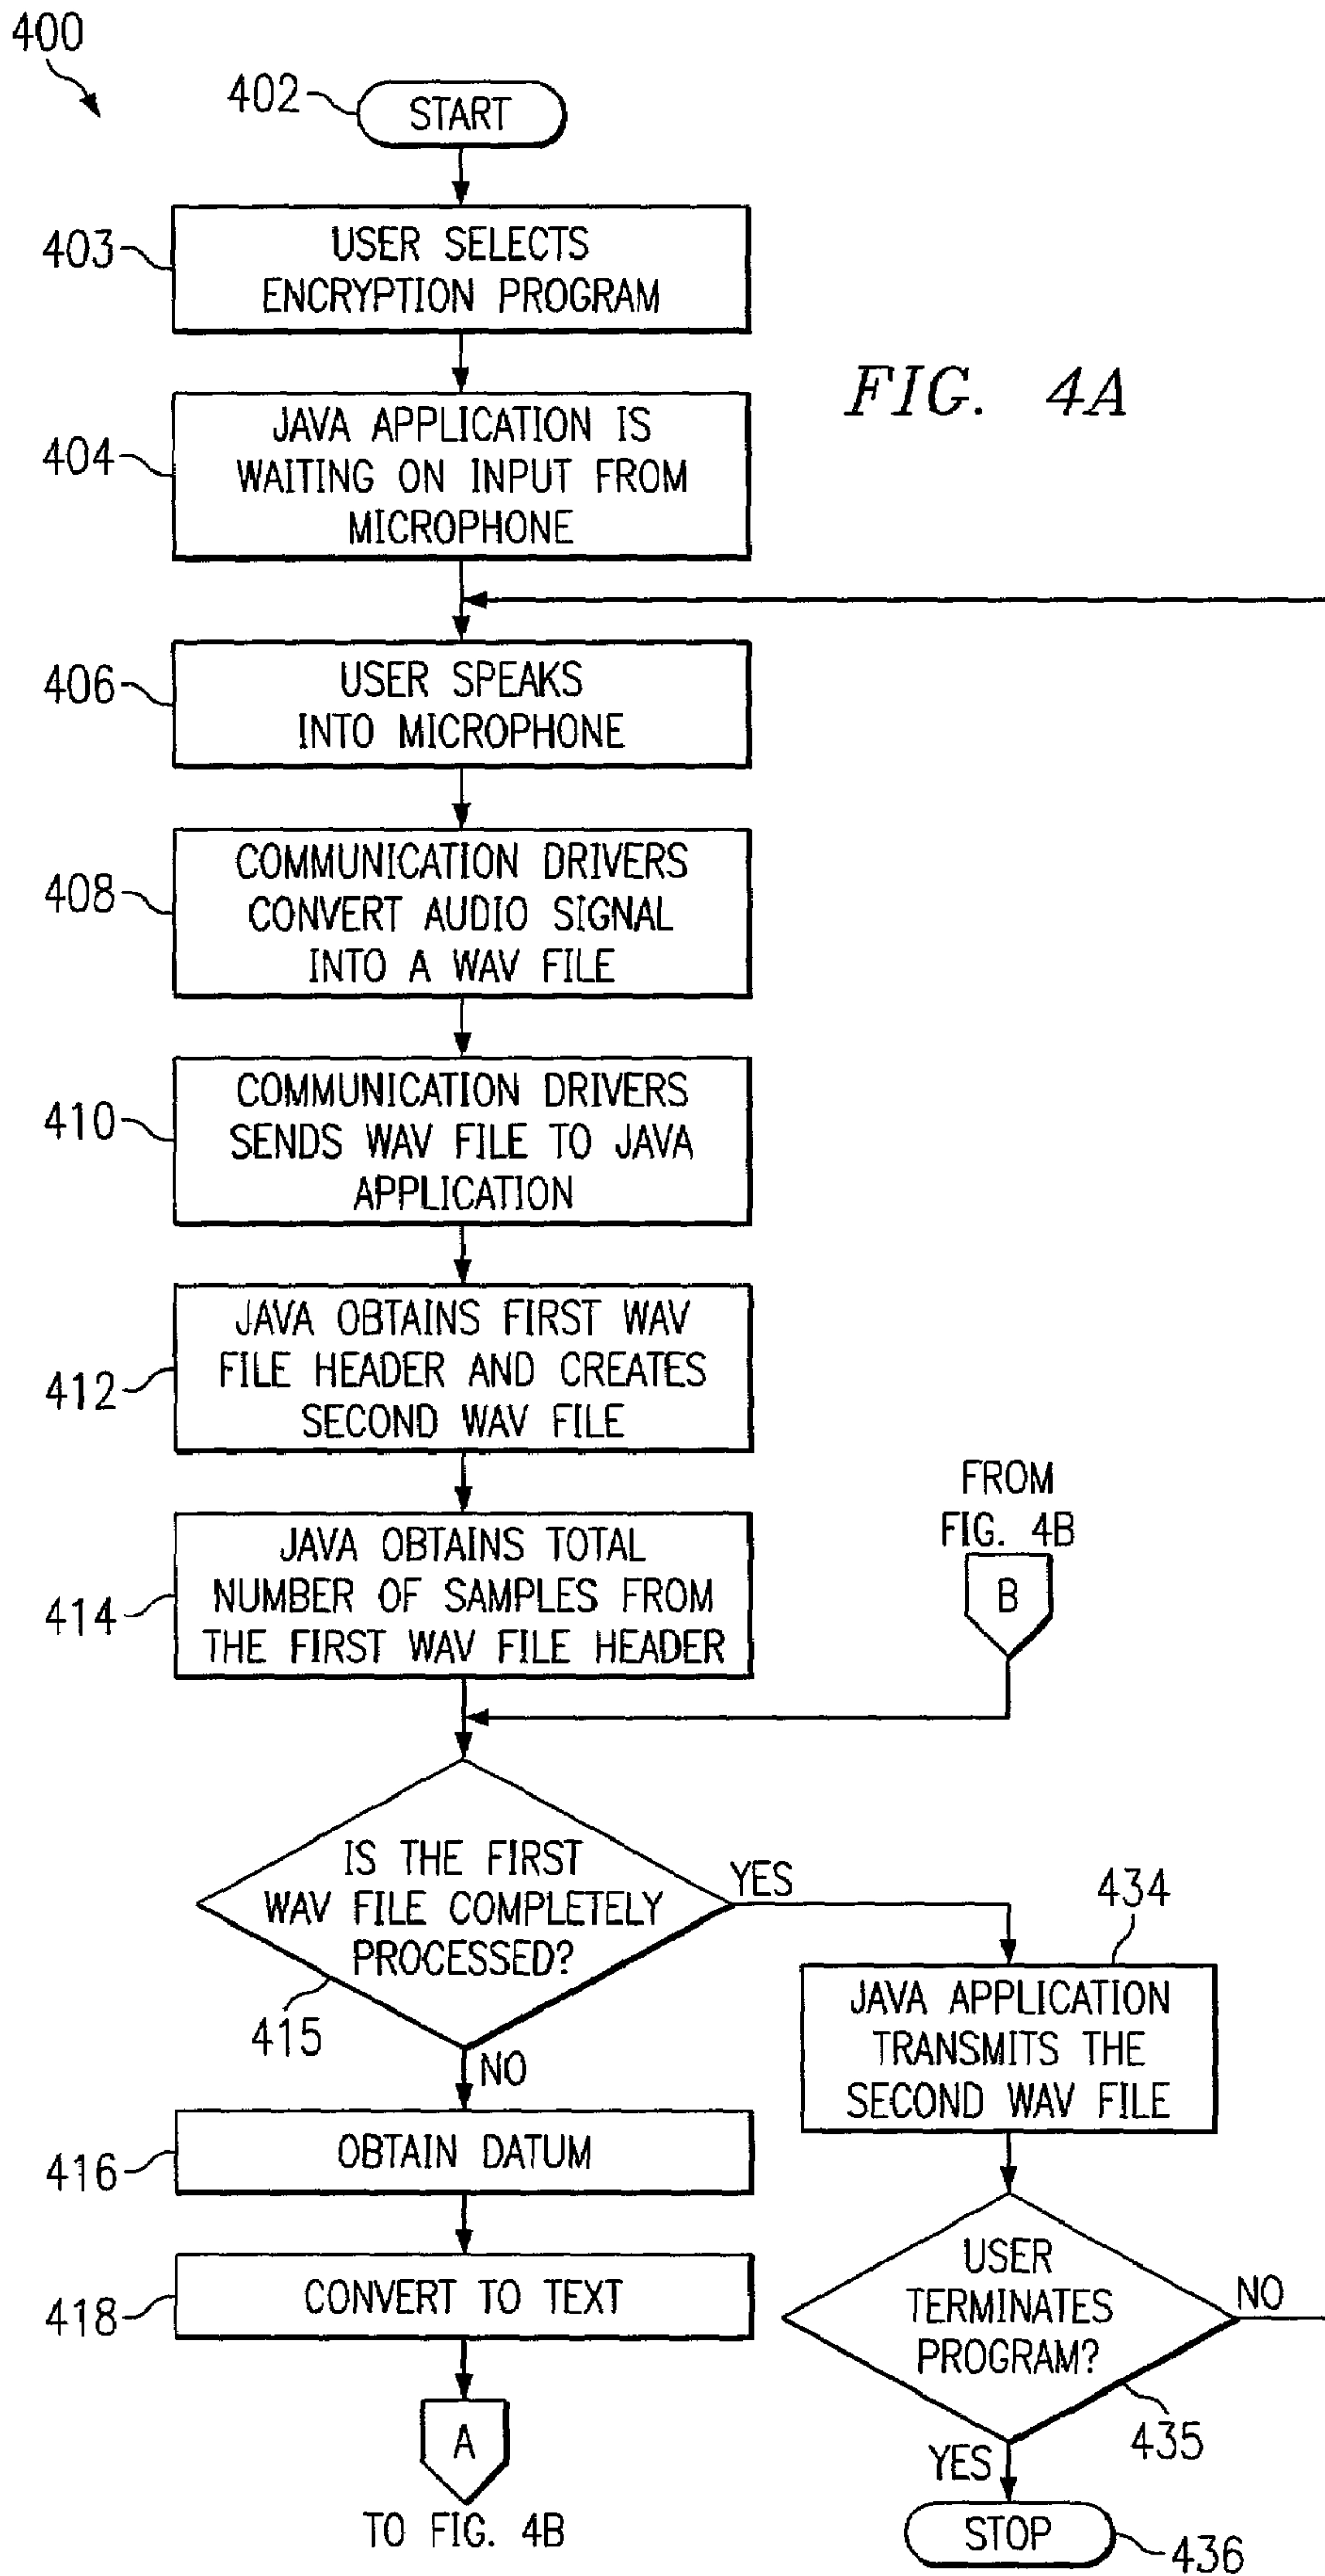 400
402
START
403
USER SELECTS
ENCRYPTION PROGRAM
FIG. 4A
404
JAVA APPLICATION IS
WAITING ON INPUT FROM
MICROPHONE
406
USER SPEAKS
INTO MICROPHONE
408
COMMUNICATION DRIVERS
CONVERT AUDIO SIGNAL
INTO A WAV FILE
410
COMMUNICATION DRIVERS
SENDS WAV FILE TO JAVA
APPLICATION
412
JAVA OBTAINS FIRST WAV
FILE HEADER AND CREATES
SECOND WAV FILE
414
JAVA OBTAINS TOTAL
NUMBER OF SAMPLES FROM
THE FIRST WAV FILE HEADER
FROM
FIG. 4B
B
IS THE FIRST
WAV FILE COMPLETELY
PROCESSED?
415
YES
NO
434
JAVA APPLICATION
TRANSMITS THE
SECOND WAV FILE
416
OBTAIN DATUM
418
CONVERT TO TEXT
A
TO FIG. 4B
USER
TERMINATES
PROGRAM?
NO
435
YES
STOP
436